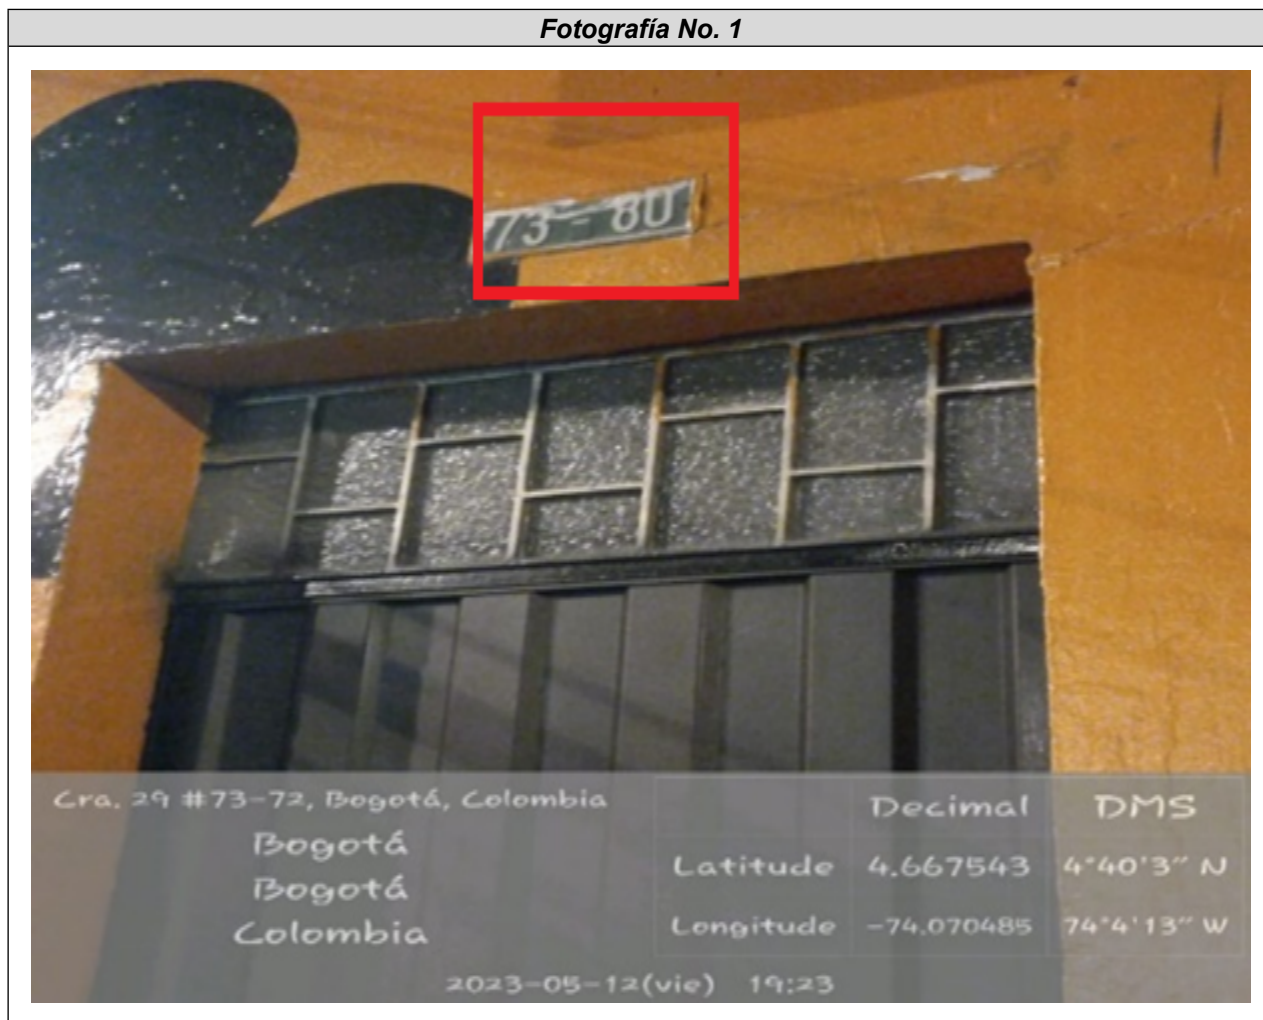 Fotografía No. 1
73 - 80
Cra. 29 #73-72, Bogotá, Colombia
Bogotá
Bogotá
Colombia
Decimal DMS
Latitude 4.667543 4°40'3" N
Longitude -74.070485 74°4'13" W
2023-05-12(vie) 19:23